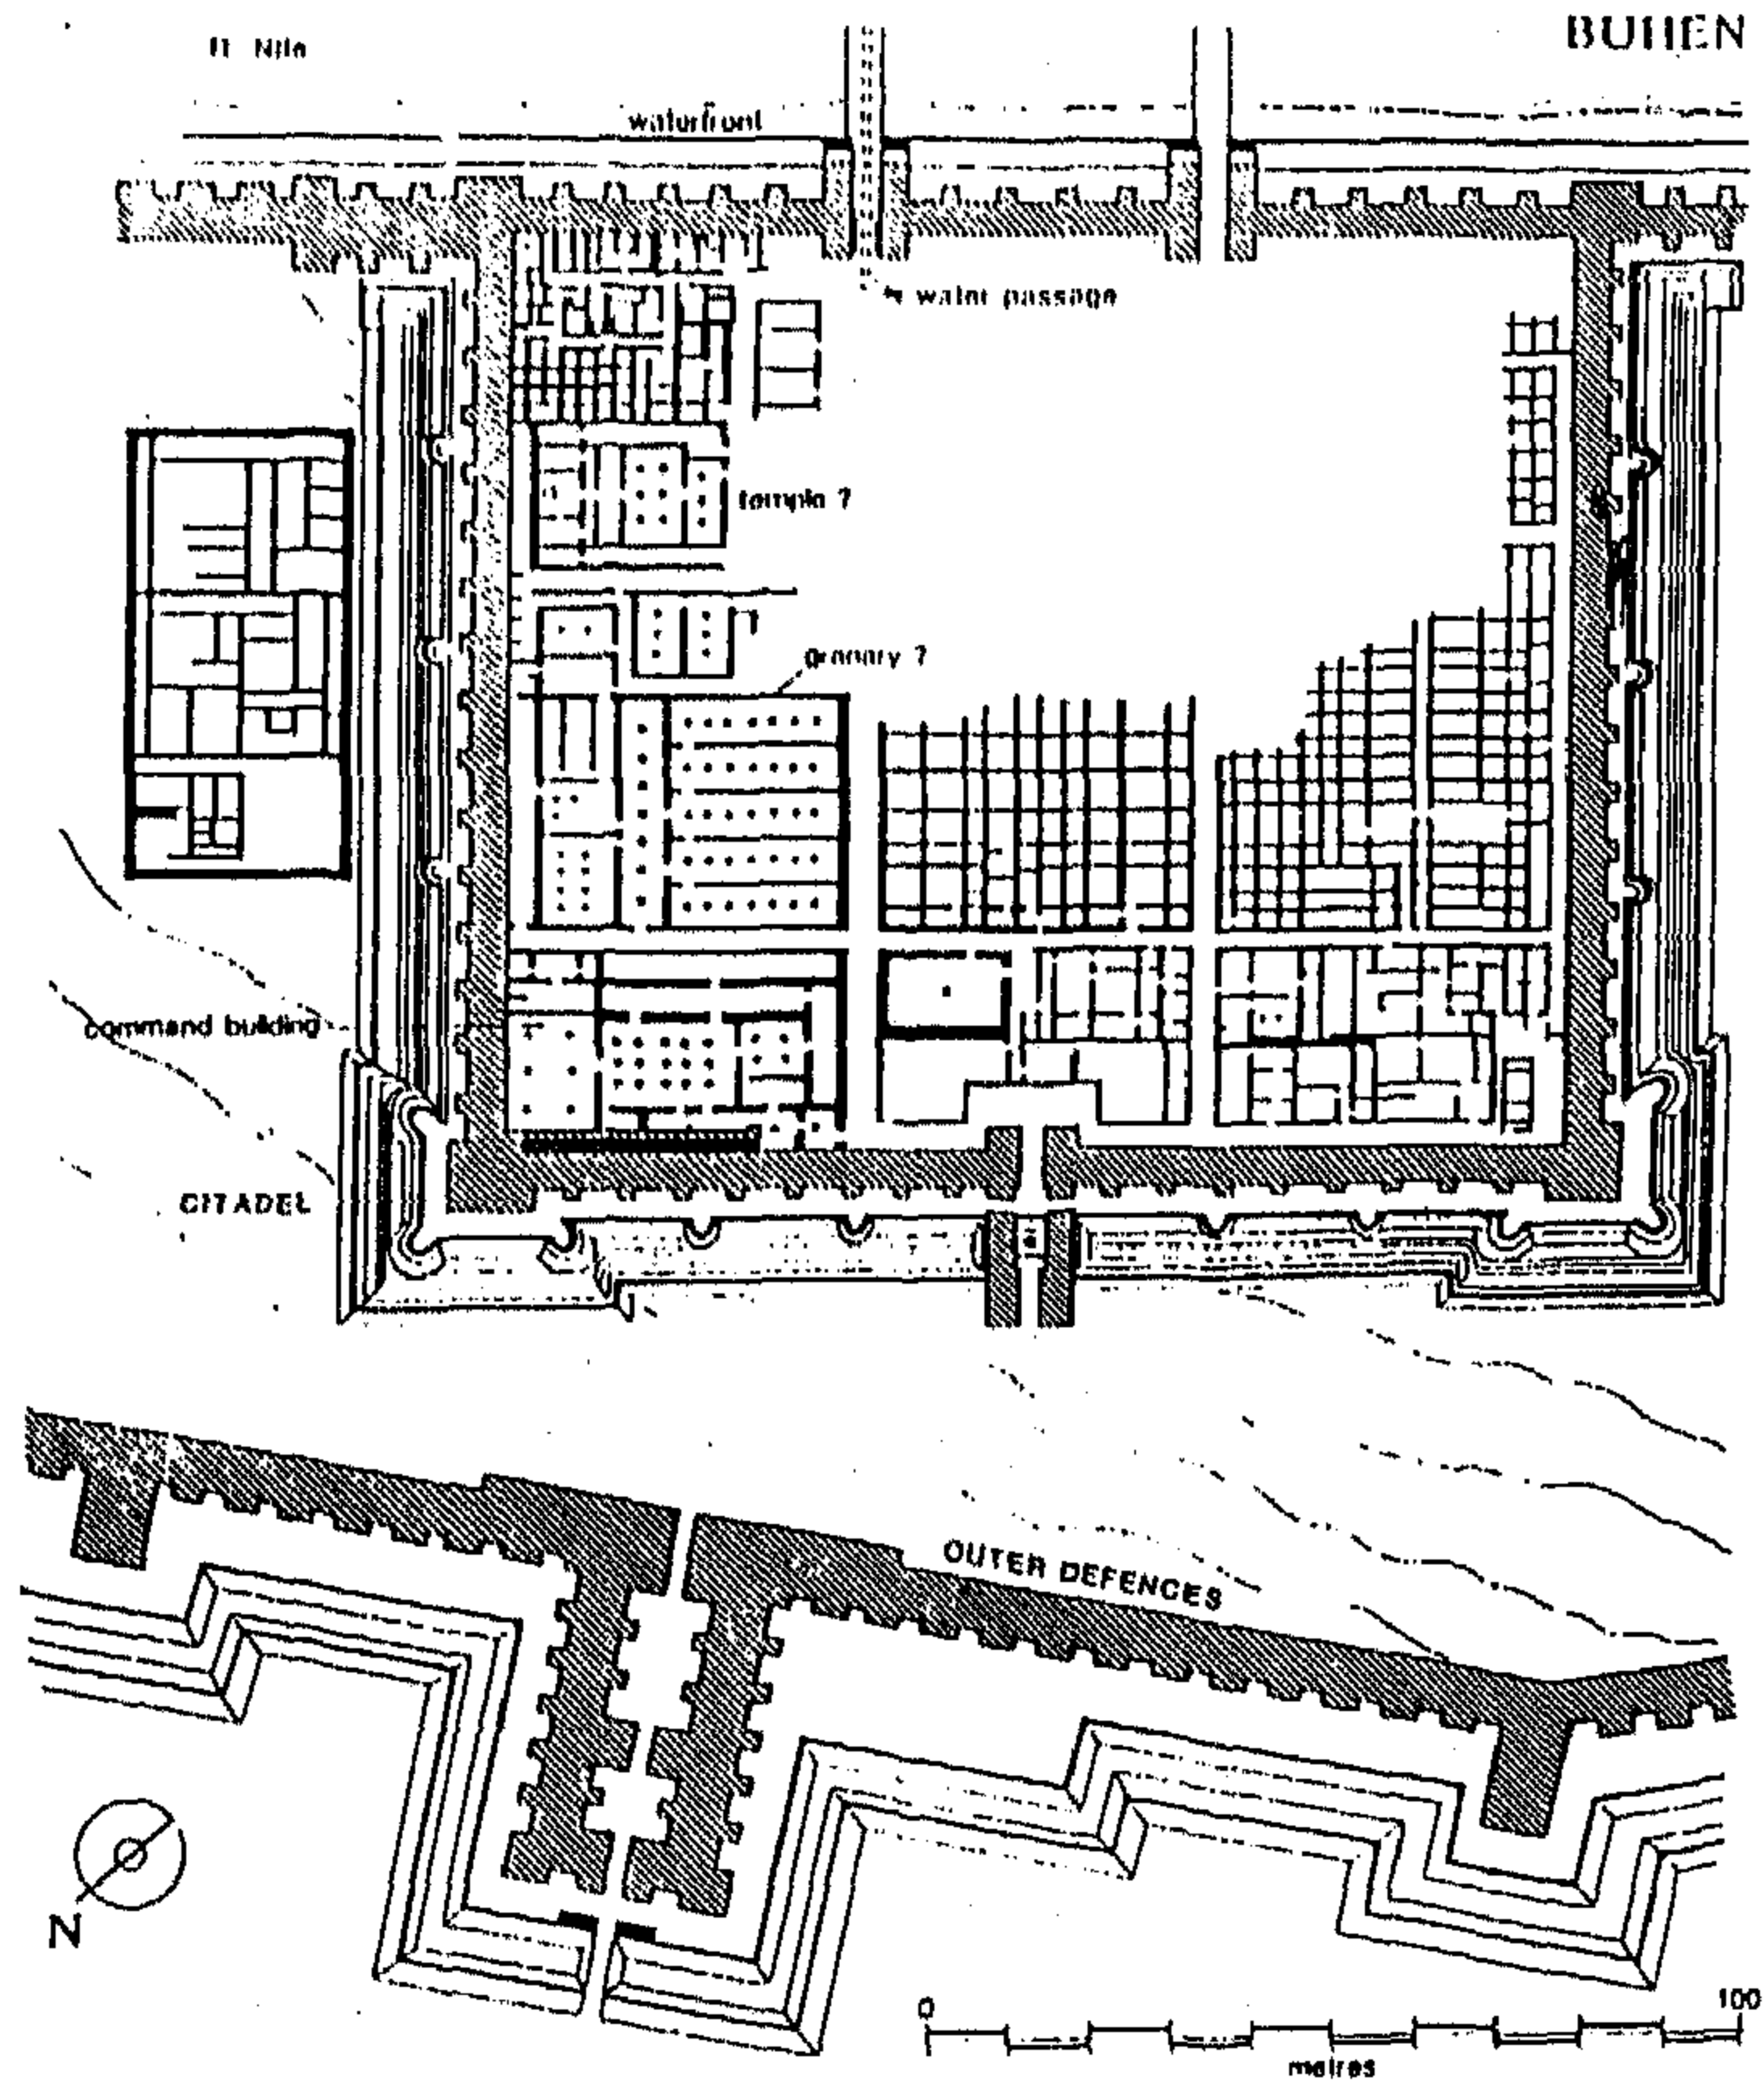 BUHEN
R Nile
waterfront
water passage
temple ?
granary ?
command building
CITADEL
OUTER DEFENCES
N
0 100
metres